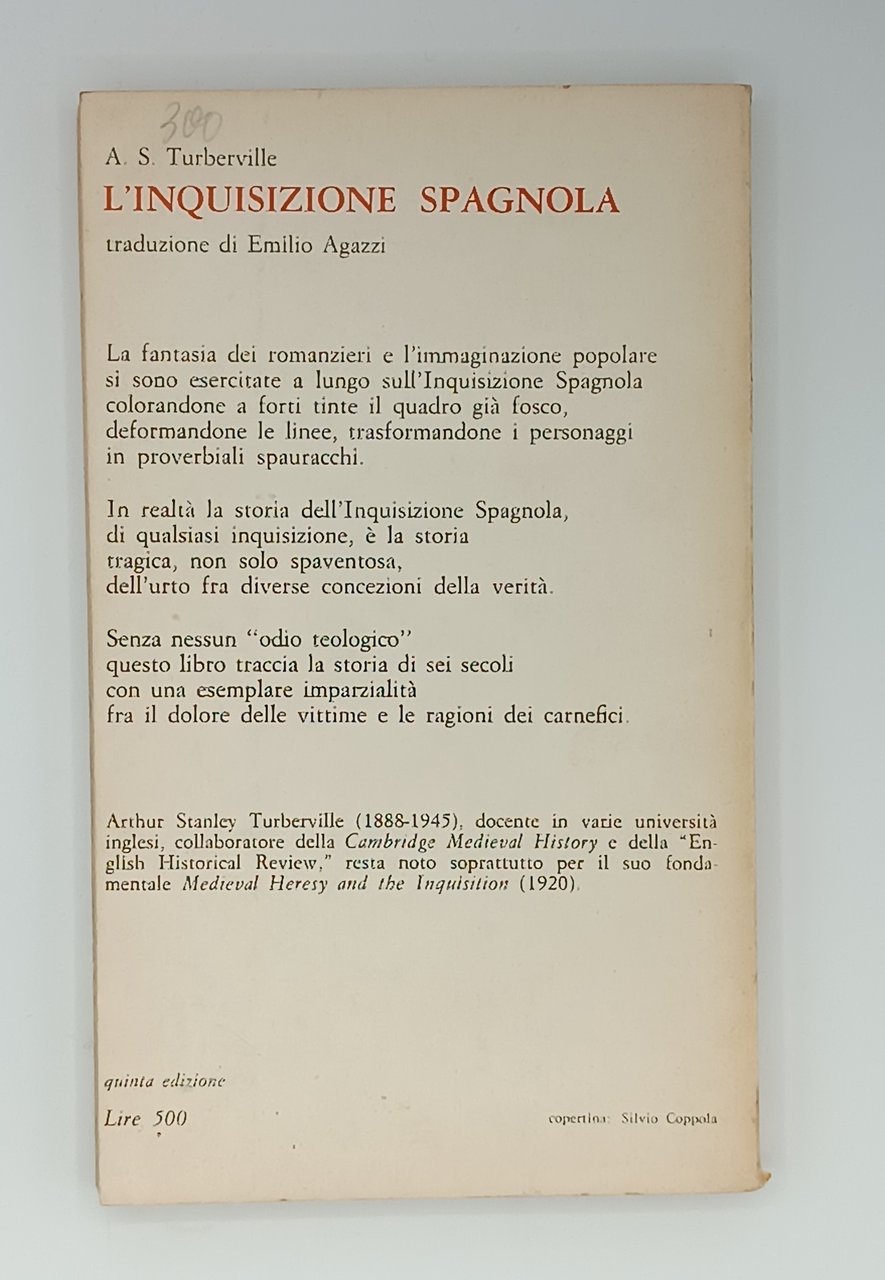 300
A. S. Turberville
L'INQUISIZIONE SPAGNOLA
traduzione di Emilio Agazzi
La fantasia dei romanzieri e l'immaginazione popolare
si sono esercitate a lungo sull'Inquisizione Spagnola
colorandone a forti tinte il quadro già fosco,
deformandone le linee, trasformandone i personaggi
in proverbiali spauracchi.
In realtà la storia dell'Inquisizione Spagnola,
di qualsiasi inquisizione, è la storia
tragica, non solo spaventosa,
dell'urto fra diverse concezioni della verità.
Senza nessun "odio teologico"
questo libro traccia la storia di sei secoli
con una esemplare imparzialità
fra il dolore delle vittime e le ragioni dei carnefici.
Arthur Stanley Turberville (1888-1945), docente in varie università
inglesi, collaboratore della Cambridge Medieval History e della "En-
glish Historical Review," resta noto soprattutto per il suo fonda-
mentale Medieval Heresy and the Inquisition (1920).
quinta edizione
Lire 500
copertina: Silvio Coppola